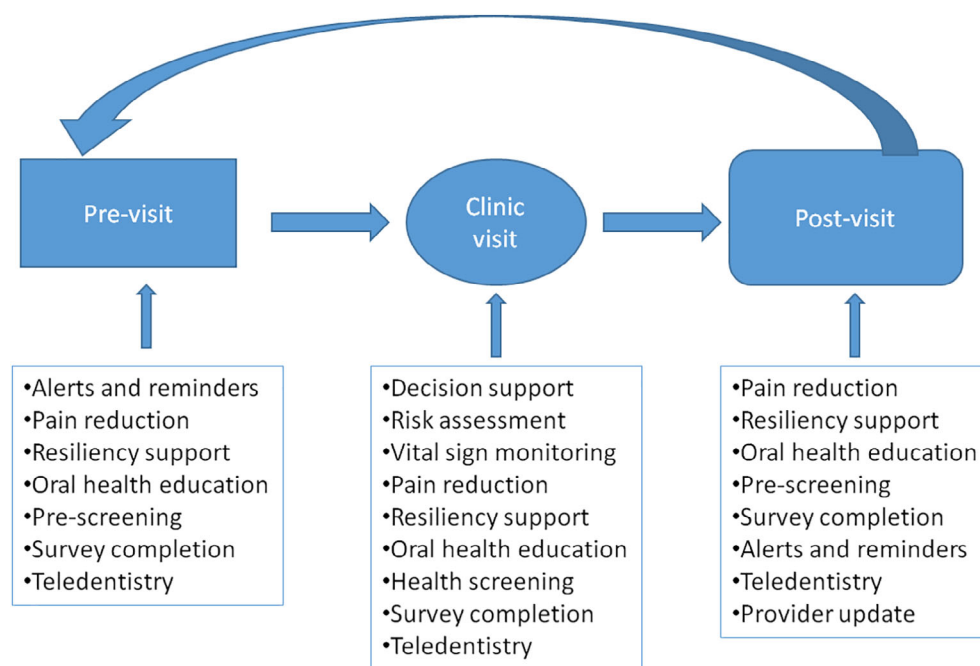 Pre-visit
Clinic
visit
Post-visit
•Alerts and reminders
•Pain reduction
•Resiliency support
•Oral health education
•Pre-screening
•Survey completion
•Teledentistry
•Decision support
•Risk assessment
•Vital sign monitoring
•Pain reduction
•Resiliency support
•Oral health education
•Health screening
•Survey completion
•Teledentistry
•Pain reduction
•Resiliency support
•Oral health education
•Pre-screening
•Survey completion
•Alerts and reminders
•Teledentistry
•Provider update